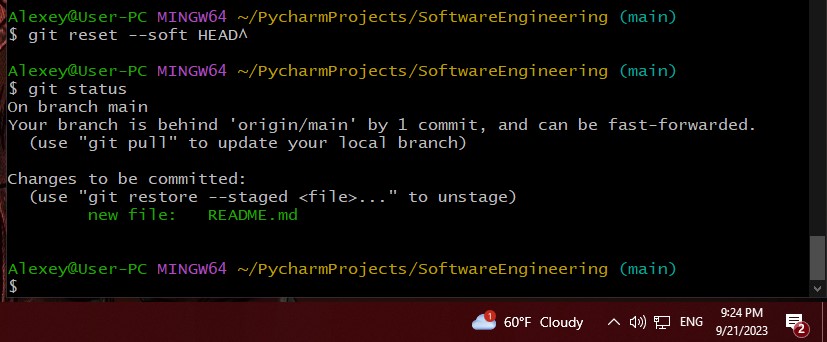 Alexey@User-PC MINGW64 ~/PycharmProjects/SoftwareEngineering (main)
$ git reset --soft HEAD^
Alexey@User-PC MINGW64 ~/PycharmProjects/SoftwareEngineering (main)
$ git status
On branch main
Your branch is behind 'origin/main' by 1 commit, and can be fast-forwarded.
  (use "git pull" to update your local branch)
Changes to be committed:
  (use "git restore --staged <file>..." to unstage)
        new file:   README.md
Alexey@User-PC MINGW64 ~/PycharmProjects/SoftwareEngineering (main)
$
1 60°F Cloudy ENG 9:24 PM
9/21/2023 2